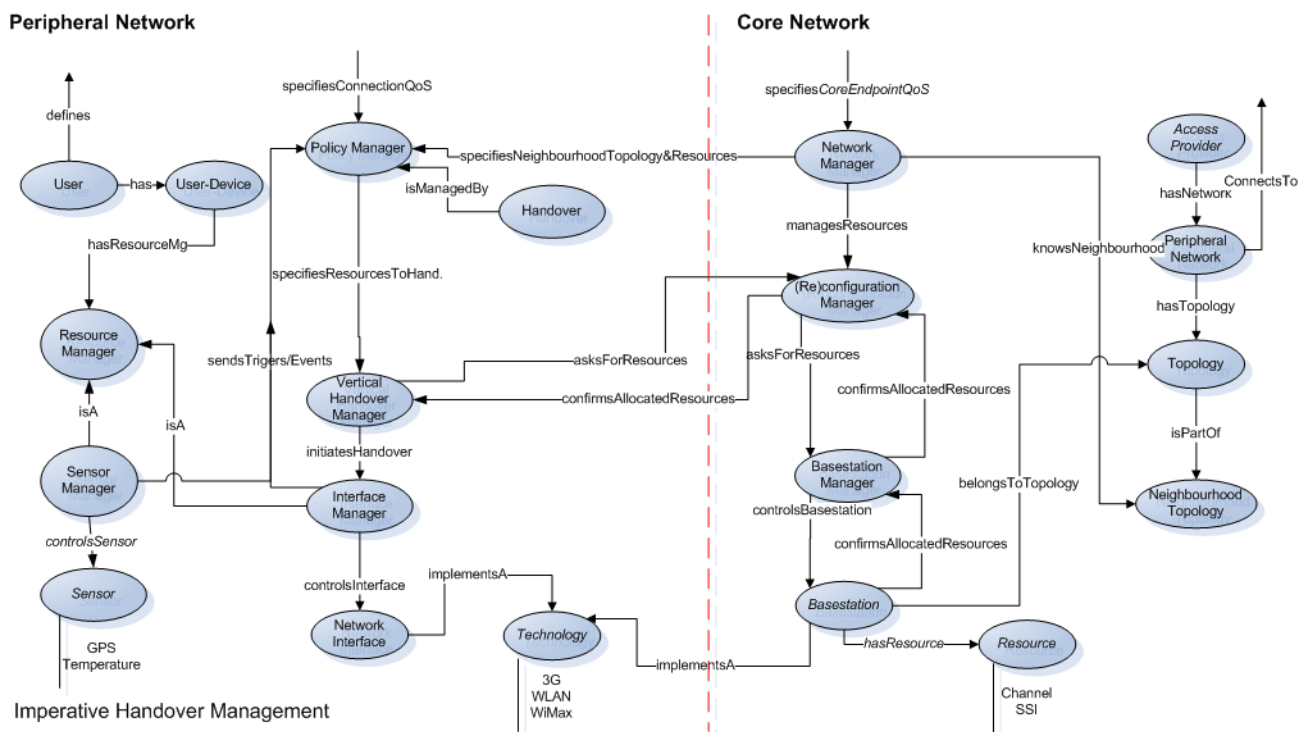 Peripheral Network
Core Network
specifiesConnectionQoS
specifiesCoreEndpointQoS
defines
Policy Manager
specifiesNeighbourhoodTopology&Resources
Network
Manager
Access
Provider
User
has
User-Device
isManagedBy
Handover
hasNetwork
ConnectsTo
hasResourceMg
managesResources
knowsNeighbourhood
Peripheral
Network
specifiesResourcesToHand.
(Re)configuration
Manager
hasTopology
Resource
Manager
sendsTrigers/Events
asksForResources
asksForResources
Topology
Vertical
Handover
Manager
confirmsAllocatedResources
confirmsAllocatedResources
isA
isA
isPartOf
initiatesHandover
Sensor
Manager
Basestation
Manager
belongsToTopology
Interface
Manager
controlsBasestation
Neighbourhood
Topology
controlsSensor
confirmsAllocatedResources
controlsInterface
implementsA
Sensor
Basestation
Network
Interface
Technology
hasResource
Resource
GPS
Temperature
implementsA
3G
WLAN
WiMax
Channel
SSI
Imperative Handover Management